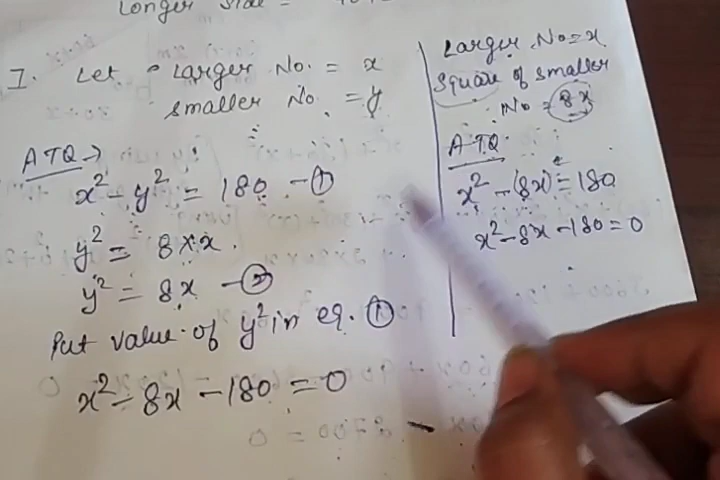 Longer Side =
7. Let Larger No. = x
smaller No. = y
ATQ→
x² - y² = 180 - ①
y² = 8 × x.
y² = 8x - ②
Put value of y² in eq. ①
x² - 8x - 180 = 0
Larger No = x
Square of smaller
No = 8x
ATQ.
x² - (8x) = 180
x² - 8x - 180 = 0